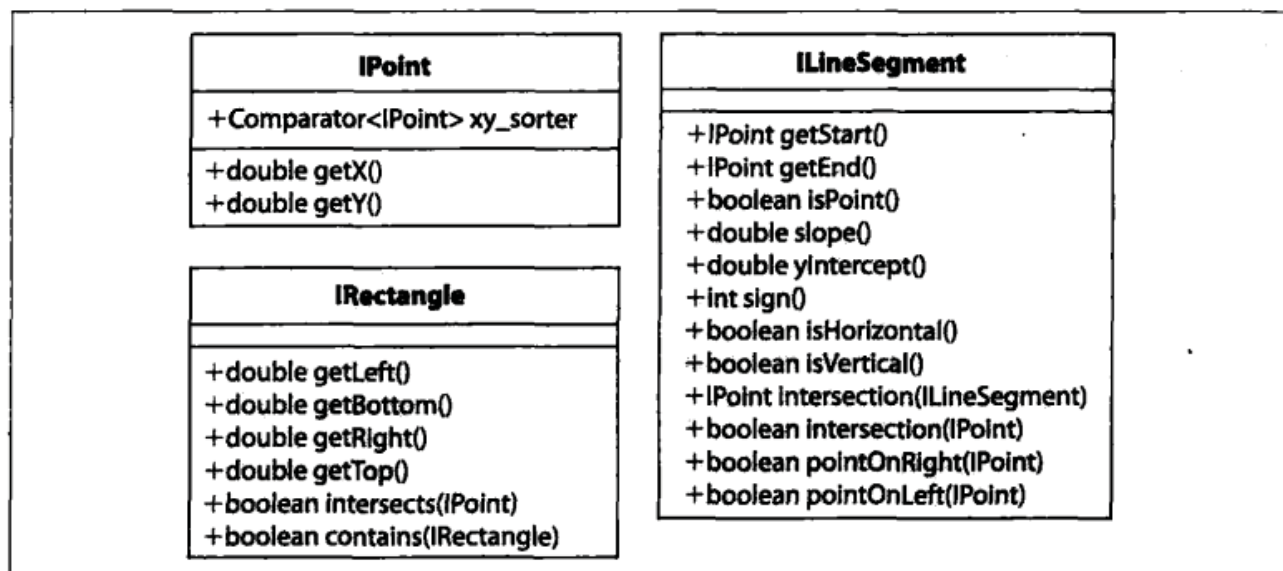 IPoint
+Comparator<IPoint> xy_sorter
+double getX()
+double getY()
IRectangle
+double getLeft()
+double getBottom()
+double getRight()
+double getTop()
+boolean intersects(IPoint)
+boolean contains(IRectangle)
ILineSegment
+IPoint getStart()
+IPoint getEnd()
+boolean isPoint()
+double slope()
+double yIntercept()
+int sign()
+boolean isHorizontal()
+boolean isVertical()
+IPoint intersection(ILineSegment)
+boolean intersection(IPoint)
+boolean pointOnRight(IPoint)
+boolean pointOnLeft(IPoint)